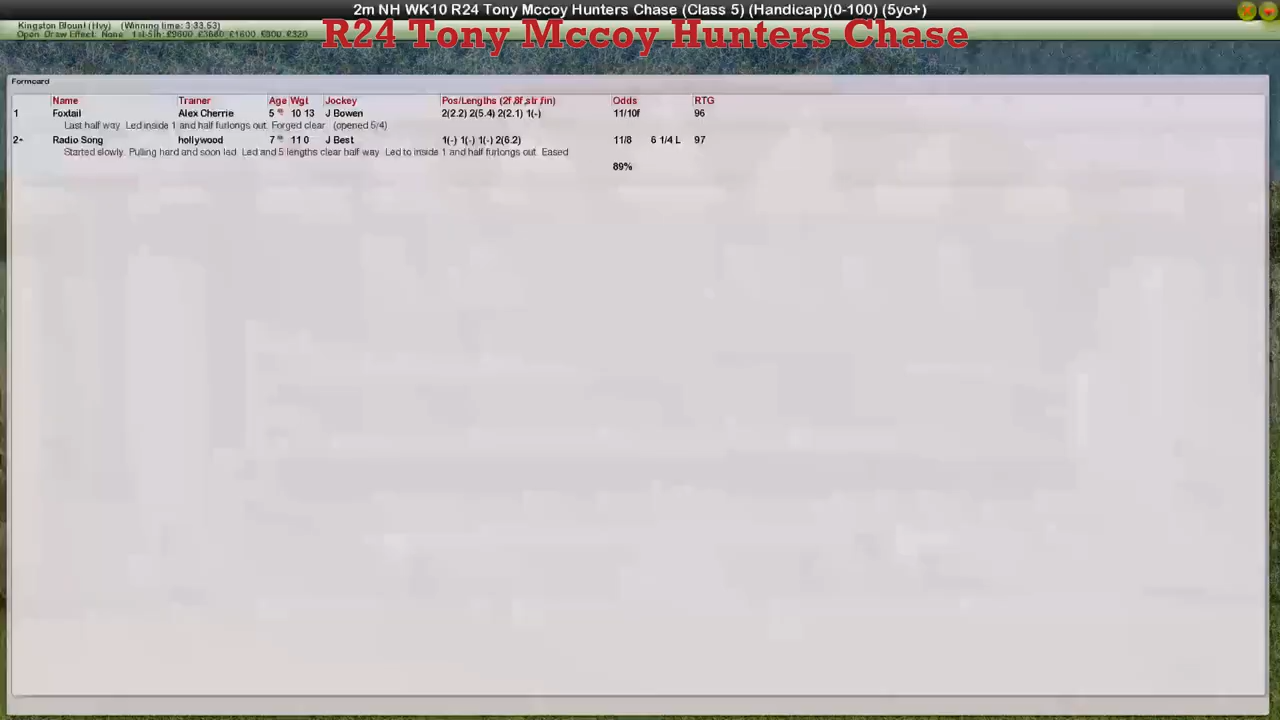 2m NH WK10 R24 Tony Mccoy Hunters Chase (Class 5) (Handicap)(0-100) (5yo+)
Kingston Blount (Hvy) (Winning time: 3:33.53)
Open Draw Effect: None 1st-5th: £9600 £3680 £1600 £800 £320
R24 Tony Mccoy Hunters Chase
Formcard
Name Trainer Age Wgt Jockey Pos/Lengths (2f,8f,str,fin) Odds RTG
1 Foxtail Alex Cherrie 5 10 13 J Bowen 2(2.2) 2(5.4) 2(2.1) 1(-) 11/10f 96
Last half way. Led inside 1 and half furlongs out. Forged clear (opened 5/4)
2 Radio Song hollywood 7 11 0 J Best 1(-) 1(-) 1(-) 2(6.2) 11/8 6 1/4 L 97
Started slowly. Pulling hard and soon led. Led and 5 lengths clear half way. Led to inside 1 and half furlongs out. Eased
89%